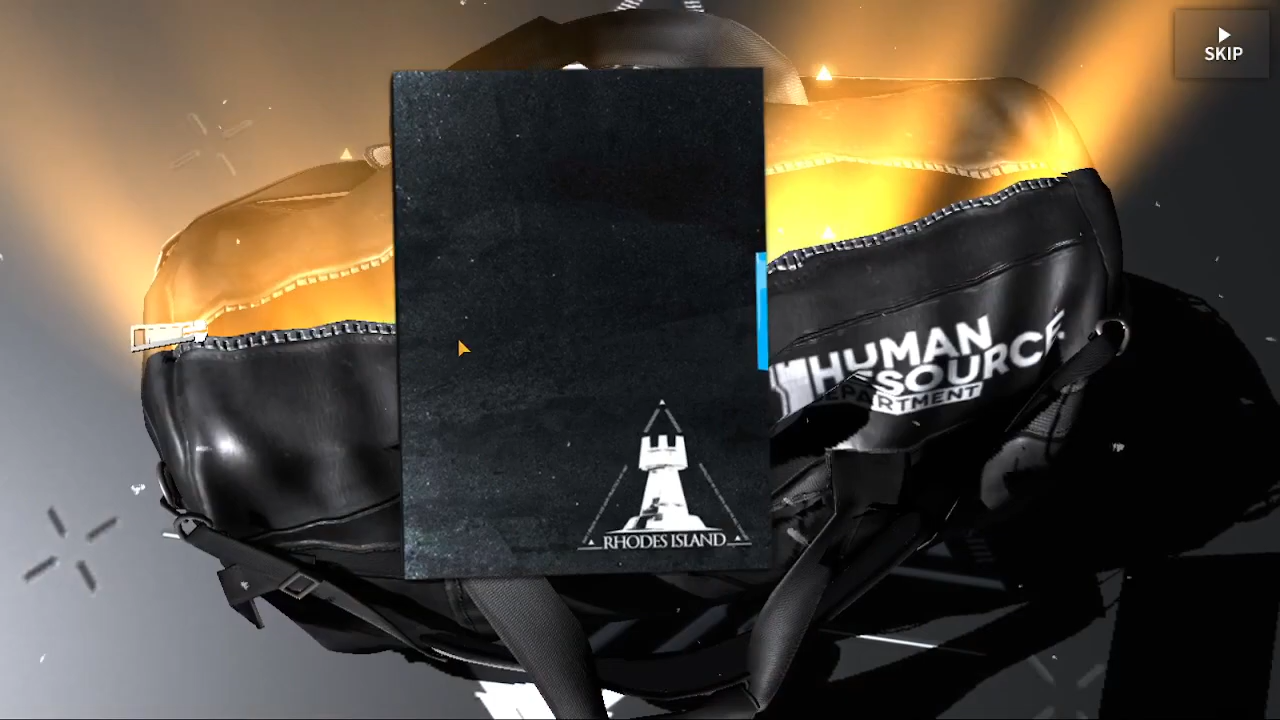 SKIP
HUMAN
RESOURCE
DEPARTMENT
RHODES ISLAND